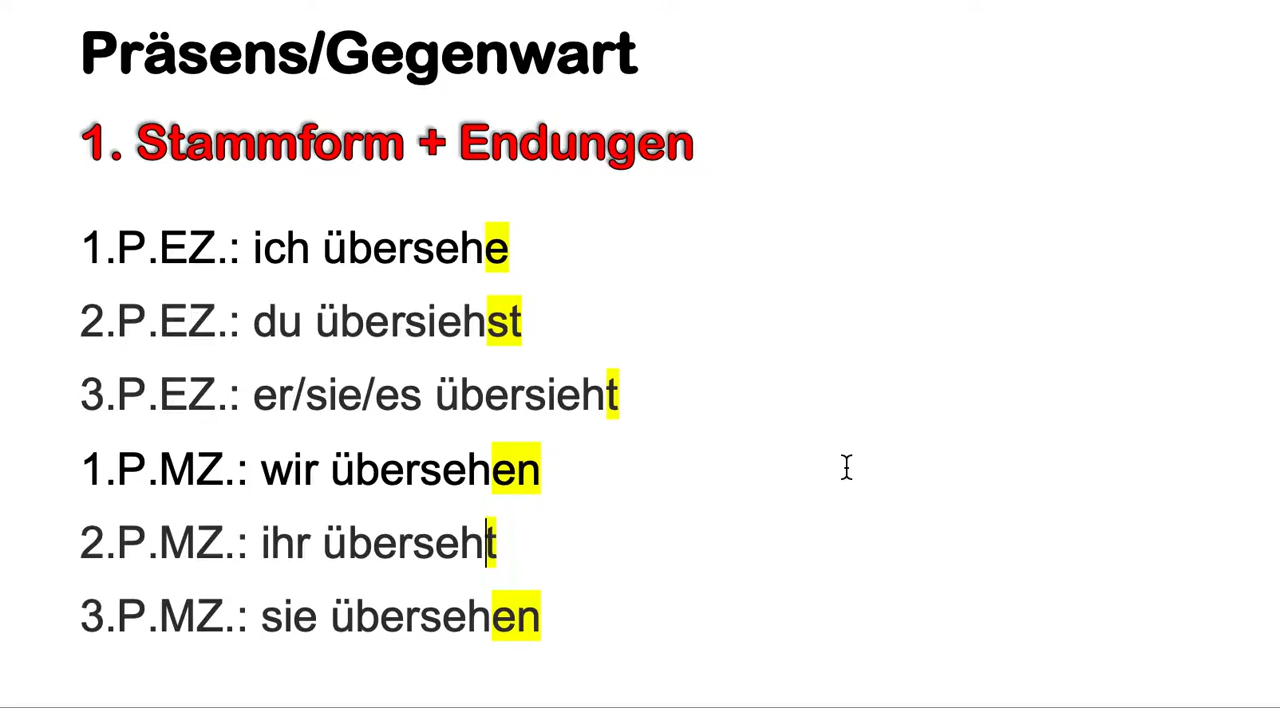 Präsens/Gegenwart
1. Stammform + Endungen
1.P.EZ.: ich übersehe
2.P.EZ.: du übersiehst
3.P.EZ.: er/sie/es übersieht
1.P.MZ.: wir übersehen
2.P.MZ.: ihr überseht
3.P.MZ.: sie übersehen